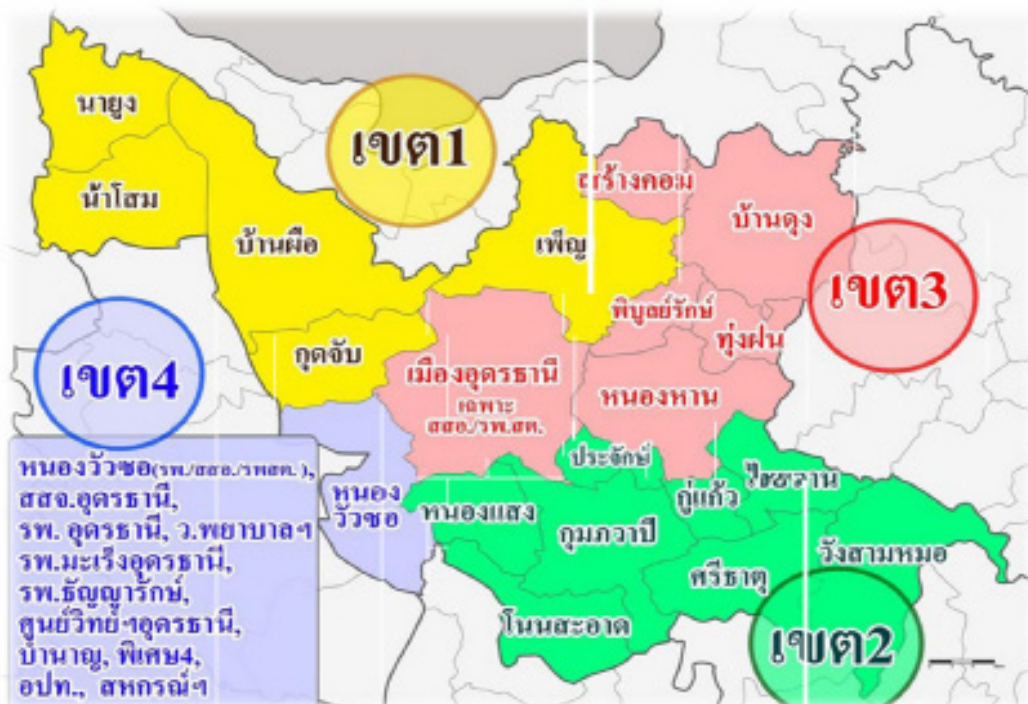 นายูง
เขต1
น้ำโสม
บ้านผือ
เพ็ญ
สร้างคอม
บ้านดุง
เขต3
พิบูลย์รักษ์
ทุ่งฝน
กุดจับ
เมืองอุดรธานี
เฉพาะ
สสอ./รพ.สต.
หนองหาน
เขต4
หนองวัวซอ(รพ./สสอ./รพสต.),
สสจ.อุดรธานี,
รพ. อุดรธานี, ว.พยาบาลฯ
รพ.มะเร็งอุดรธานี,
รพ.ธัญญารักษ์,
ศูนย์วิทย์ฯอุดรธานี,
บำนาญ, พิเศษ4,
อปท., สหกรณ์ฯ
หนอง
วัวซอ
หนองแสง
ประจักษ์
กู่แก้ว
ไชยวาน
กุมภวาปี
ศรีธาตุ
วังสามหมอ
โนนสะอาด
เขต2